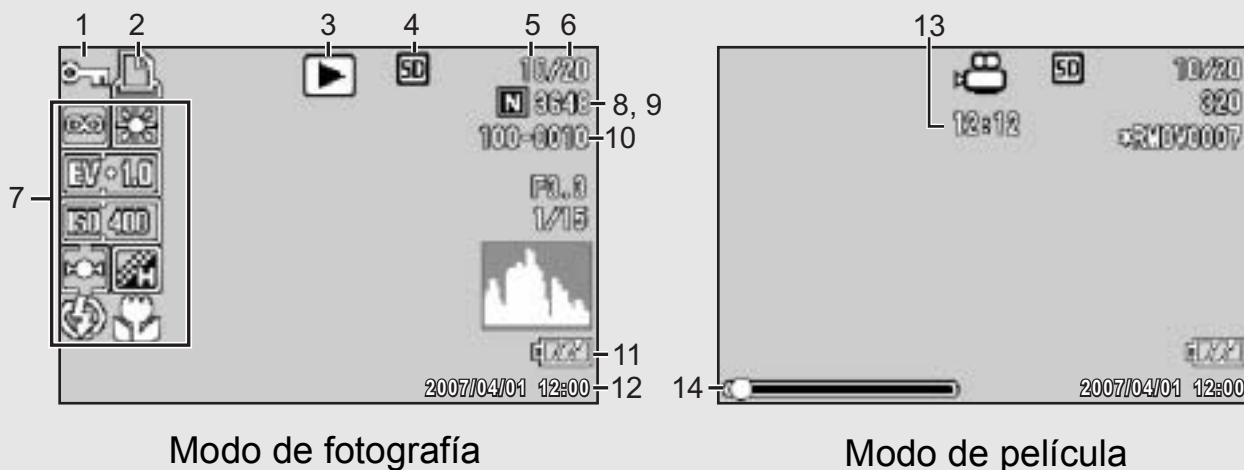 1 2 3 4 5 6
SD 10/20
N 3648 8, 9
100-0010 10
EV +1.0
7
ISO 400
F3.3
1/15
H
11
2007/04/01 12:00 12
Modo de fotografía
13
SD 10/20
320
12:12
RMDV0007
14
2007/04/01 12:00
Modo de película